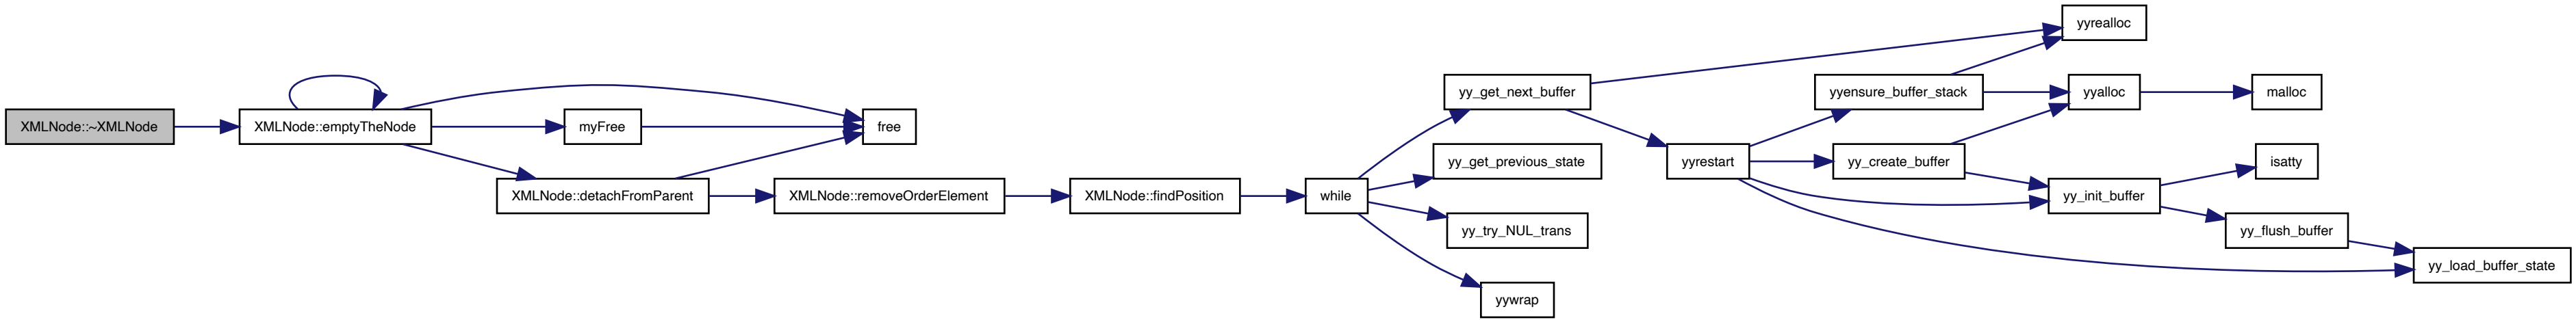 XMLNode::~XMLNode
XMLNode::emptyTheNode
myFree
free
XMLNode::detachFromParent
XMLNode::removeOrderElement
XMLNode::findPosition
while
yy_get_next_buffer
yy_get_previous_state
yy_try_NUL_trans
yywrap
yyrestart
yyensure_buffer_stack
yy_create_buffer
yyrealloc
yyalloc
yy_init_buffer
malloc
isatty
yy_flush_buffer
yy_load_buffer_state